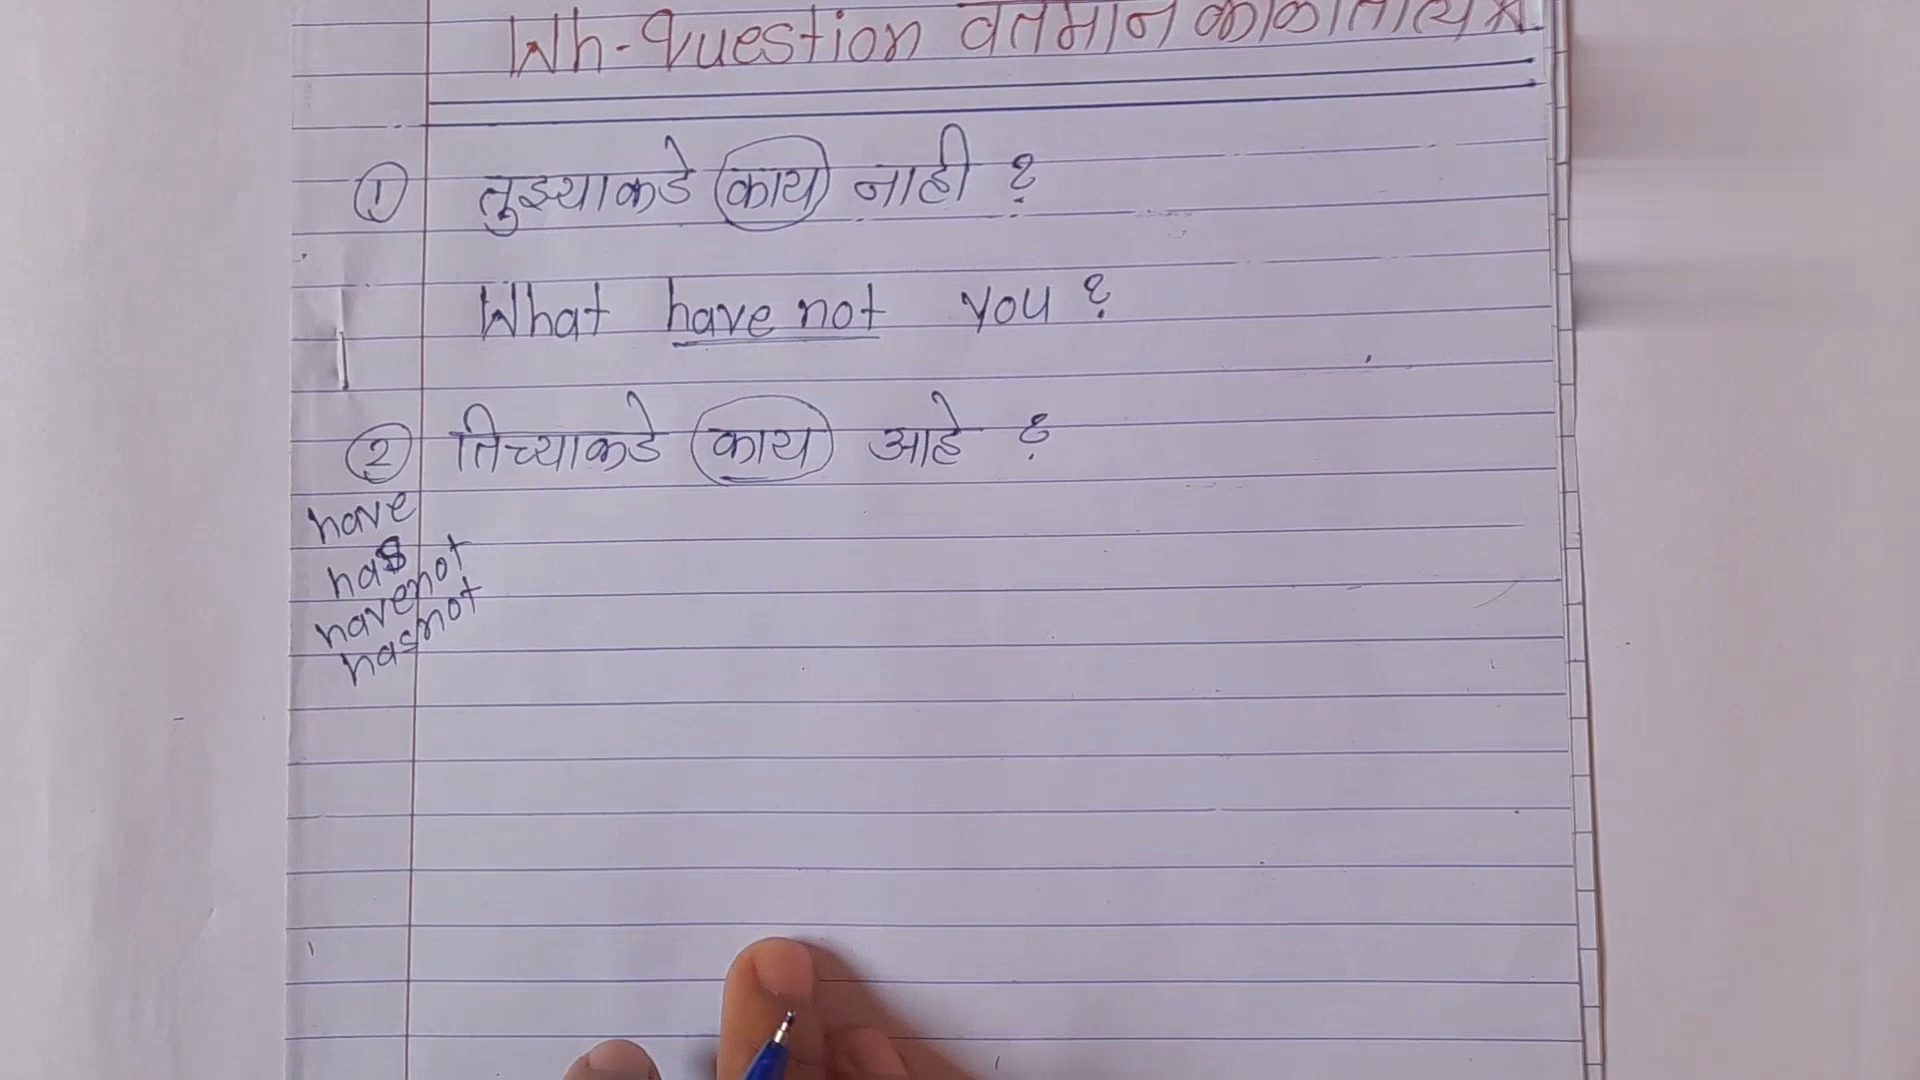 Wh-Question वर्तमान काळातील
① तुझ्याकडे काय नाही ?
What have not you ?
② तिच्याकडे काय आहे ?
have
has
have not
has not